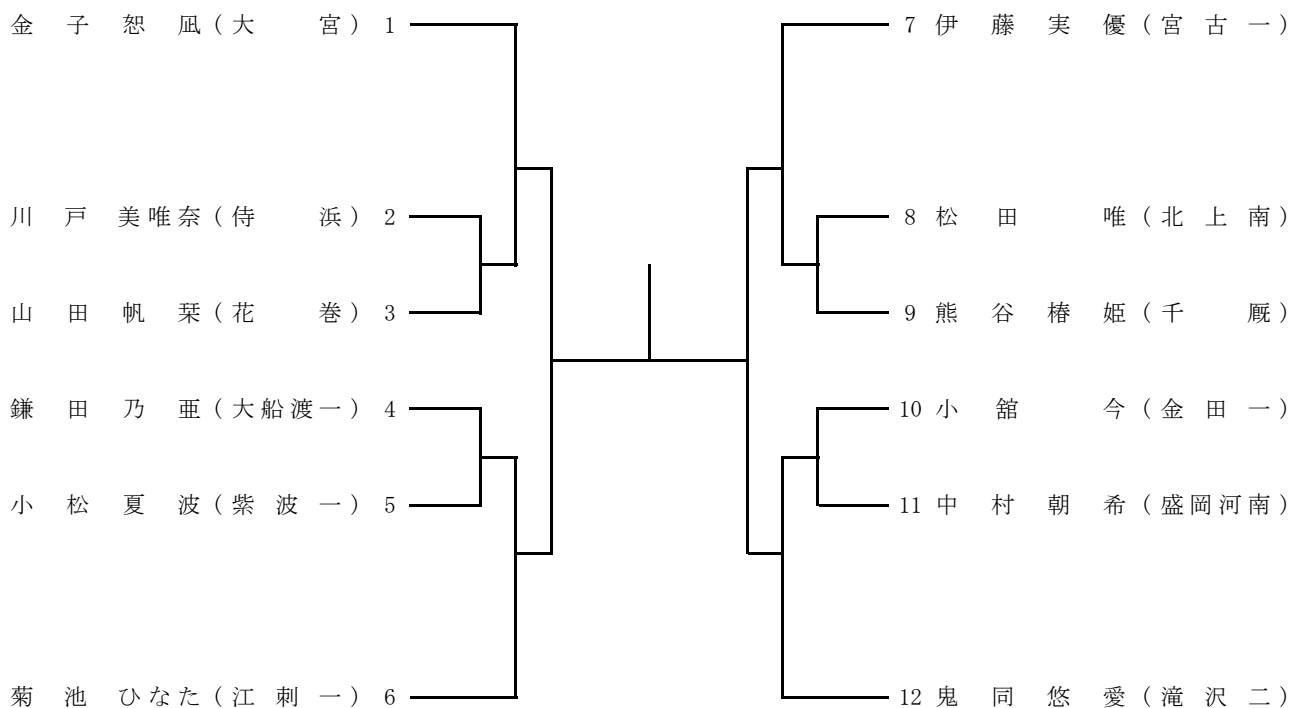 金子恕凪(大宮) 1
川戸美唯奈(侍浜) 2
山田帆栞(花巻) 3
鎌田乃亜(大船渡一) 4
小松夏波(紫波一) 5
菊池ひなた(江刺一) 6
7 伊藤実優(宮古一)
8 松田唯(北上南)
9 熊谷椿姫(千厩)
10 小舘今(金田一)
11 中村朝希(盛岡河南)
12 鬼同悠愛(滝沢二)